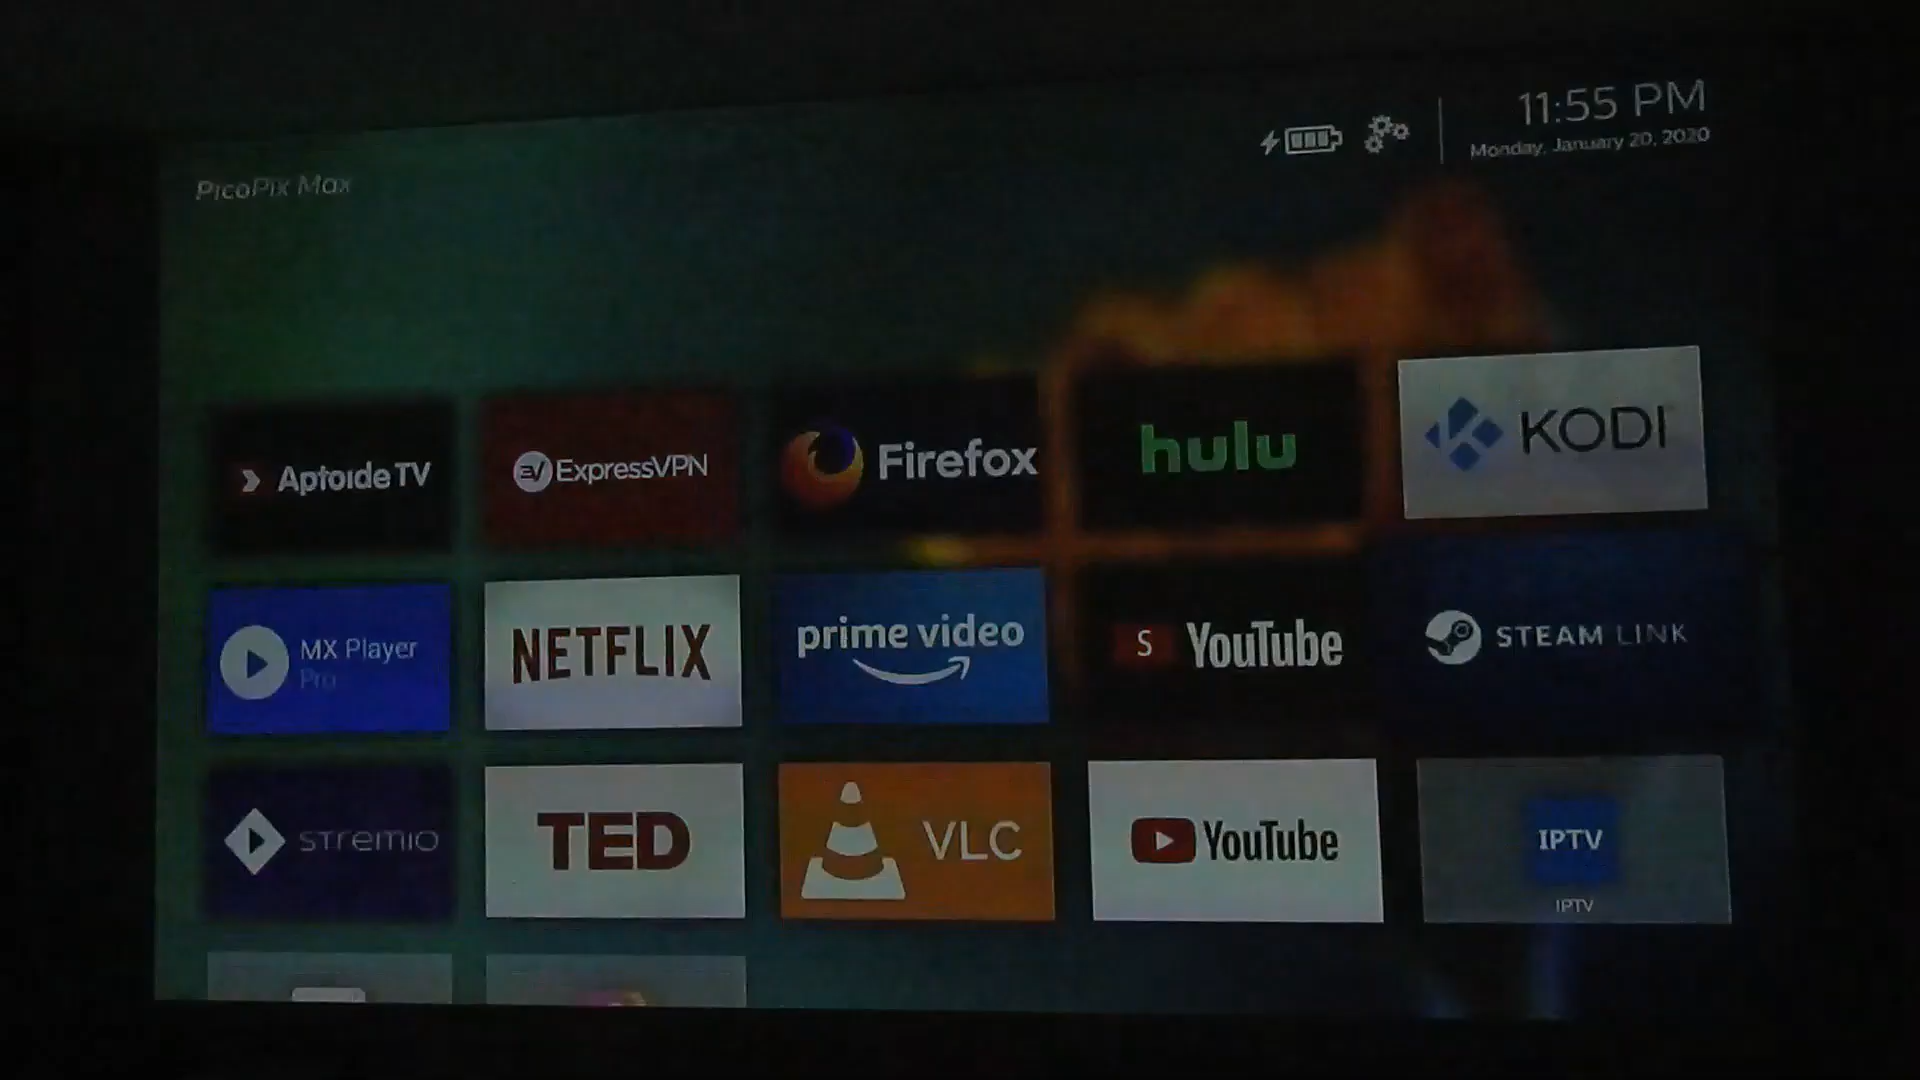 11:55 PM
Monday, January 20, 2020
PicoPix Max
Aptoide TV
EV ExpressVPN
Firefox
hulu
KODI
MX Player
Pro
NETFLIX
prime video
S YouTube
STEAM LINK
STREMIO
TED
VLC
YouTube
IPTV
IPTV